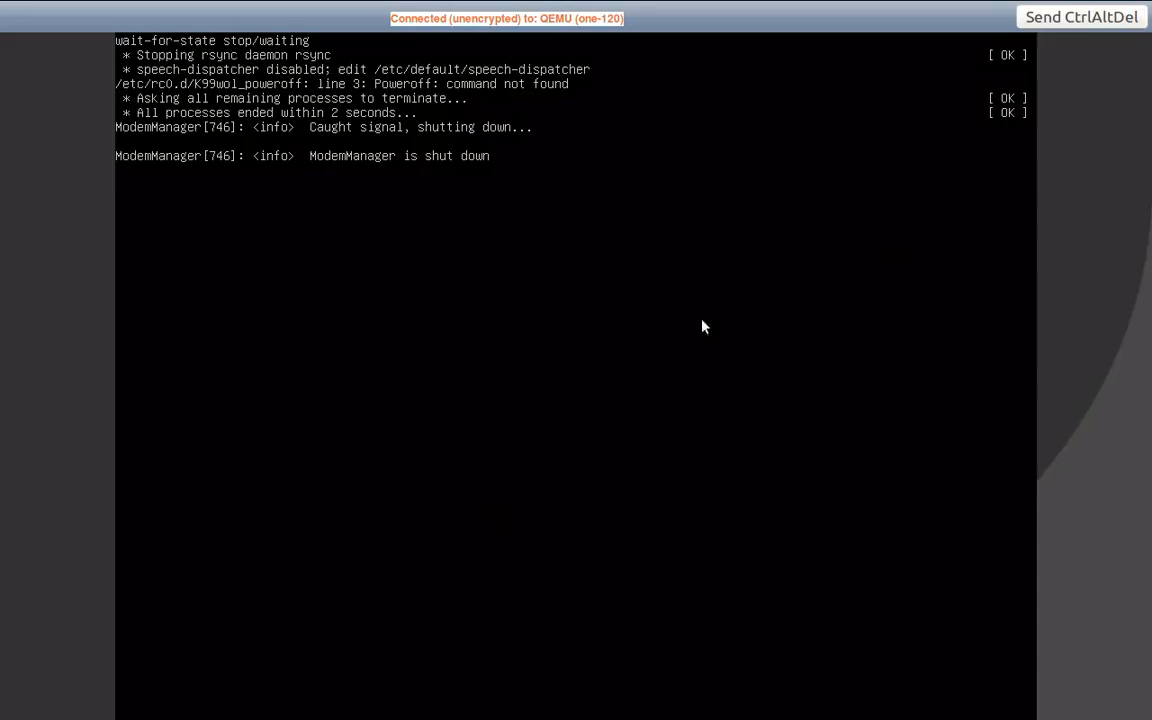 Connected (unencrypted) to: QEMU (one-120)
Send CtrlAltDel
wait-for-state stop/waiting
* Stopping rsync daemon rsync [ OK ]
* speech-dispatcher disabled; edit /etc/default/speech-dispatcher
/etc/rc0.d/K99wol_poweroff: line 3: Poweroff: command not found
* Asking all remaining processes to terminate... [ OK ]
* All processes ended within 2 seconds... [ OK ]
ModemManager[746]: <info>  Caught signal, shutting down...
ModemManager[746]: <info>  ModemManager is shut down